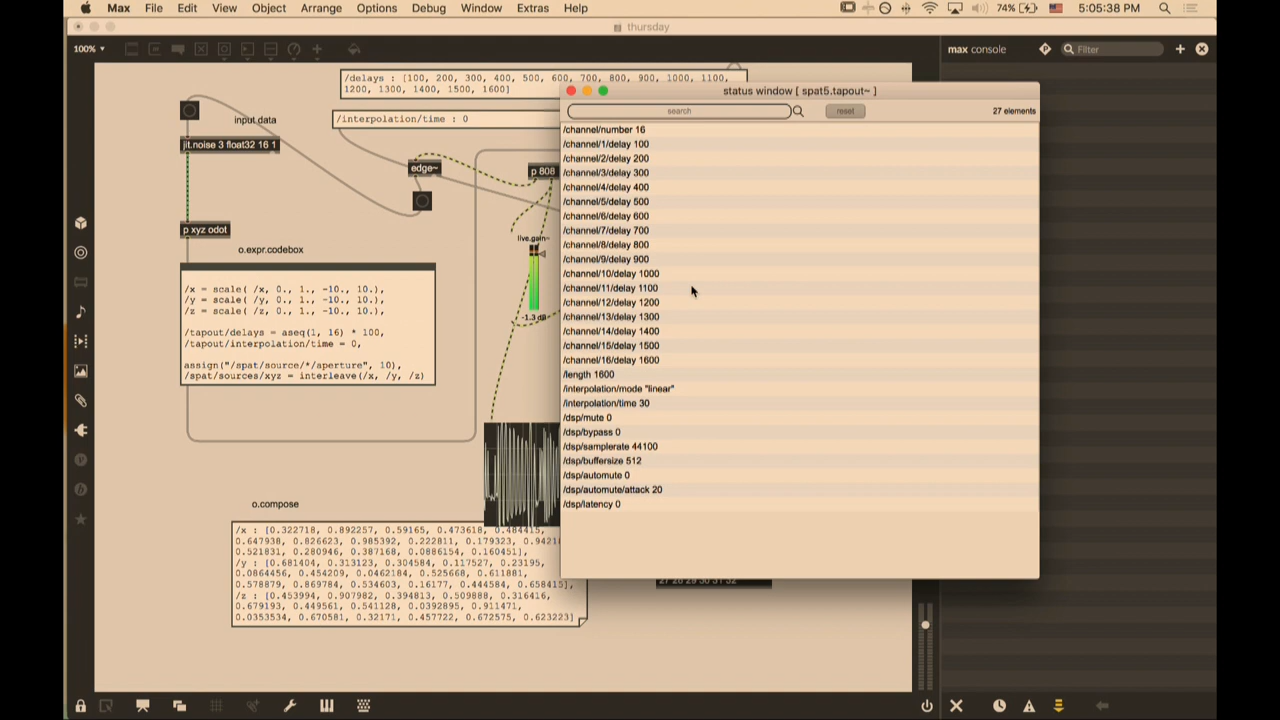 Max File Edit View Object Arrange Options Debug Window Extras Help 74% 5:05:38 PM
thursday
100%
max console
Filter
/delays : [100, 200, 300, 400, 500, 600, 700, 800, 900, 1000, 1100,
1200, 1300, 1400, 1500, 1600]
/interpolation/time : 0
input data
jit.noise 3 float32 16 1
edge~
p 808
p xyz odot
live.gain~
-1.3 dB
o.expr.codebox
/x = scale( /x, 0., 1., -10., 10.),
/y = scale( /y, 0., 1., -10., 10.),
/z = scale( /z, 0., 1., -10., 10.),
/tapout/delays = aseq(1, 16) * 100,
/tapout/interpolation/time = 0,
assign("/spat/source/*/aperture", 10),
/spat/sources/xyz = interleave(/x, /y, /z)
o.compose
/x : [0.322718, 0.892257, 0.59165, 0.473618, 0.484415,
0.647938, 0.826623, 0.985392, 0.222811, 0.179323, 0.94218
0.521831, 0.280946, 0.387168, 0.0886154, 0.160451],
/y : [0.681404, 0.313123, 0.304584, 0.117527, 0.23195,
0.0864456, 0.454209, 0.0462184, 0.525668, 0.611881,
0.578879, 0.869784, 0.534603, 0.16177, 0.444584, 0.658415],
/z : [0.453994, 0.907982, 0.394813, 0.509888, 0.316416,
0.679193, 0.449561, 0.541128, 0.0392895, 0.911471,
0.0353534, 0.670581, 0.32171, 0.457722, 0.672575, 0.623223]
status window [ spat5.tapout~ ]
search
reset
27 elements
/channel/number 16
/channel/1/delay 100
/channel/2/delay 200
/channel/3/delay 300
/channel/4/delay 400
/channel/5/delay 500
/channel/6/delay 600
/channel/7/delay 700
/channel/8/delay 800
/channel/9/delay 900
/channel/10/delay 1000
/channel/11/delay 1100
/channel/12/delay 1200
/channel/13/delay 1300
/channel/14/delay 1400
/channel/15/delay 1500
/channel/16/delay 1600
/length 1600
/interpolation/mode "linear"
/interpolation/time 30
/dsp/mute 0
/dsp/bypass 0
/dsp/samplerate 44100
/dsp/buffersize 512
/dsp/automute 0
/dsp/automute/attack 20
/dsp/latency 0
27 28 29 30 31 32